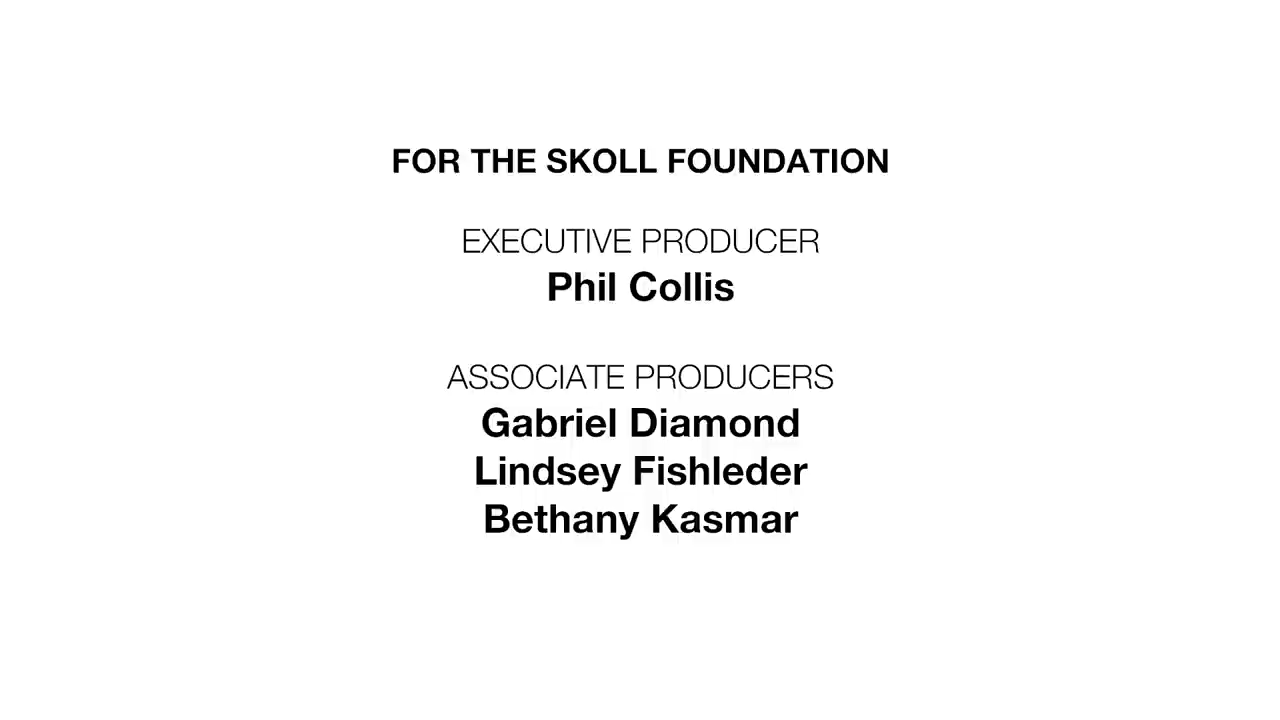 FOR THE SKOLL FOUNDATION
EXECUTIVE PRODUCER
Phil Collis
ASSOCIATE PRODUCERS
Gabriel Diamond
Lindsey Fishleder
Bethany Kasmar